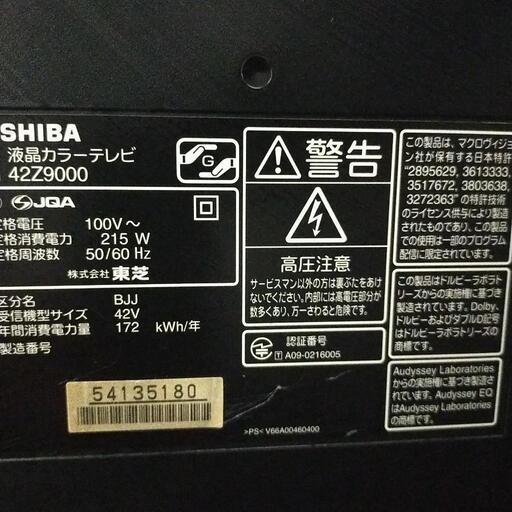 SHIBA
液晶カラーテレビ
42Z9000
JQA
定格電圧 100V～
定格消費電力 215 W
定格周波数 50/60 Hz
株式会社 東芝
区分名 BJJ
受信機型サイズ 42V
年間消費電力量 172 kWh/年
製造番号
54135180
G
警告
高圧注意
サービスマン以外の方は裏ぶたをあけ
ないでください。内部には高電圧部分が
数多くあり、万一さわると危険です。
認証番号
T A09-0216005
>PS< V66A00460400
この製品は、マクロヴィジョ
ン社が保有する日本特許
"2895629, 3613333,
3517672, 3803638,
3272363" の特許技術
のライセンス供与により製造
されたものであり、この製品
での使用は一部のプログラム
配信に限定されています。
この製品はドルビーラボラト
リーズからの実施権に基づき
製造されています。Dolby、
ドルビーおよびダブルD記号
はドルビーラボラトリーズの
商標です。
Audyssey Laboratories
からの実施権に基づき製造さ
れています。Audyssey EQ
はAudyssey Laboratories
の商標です。